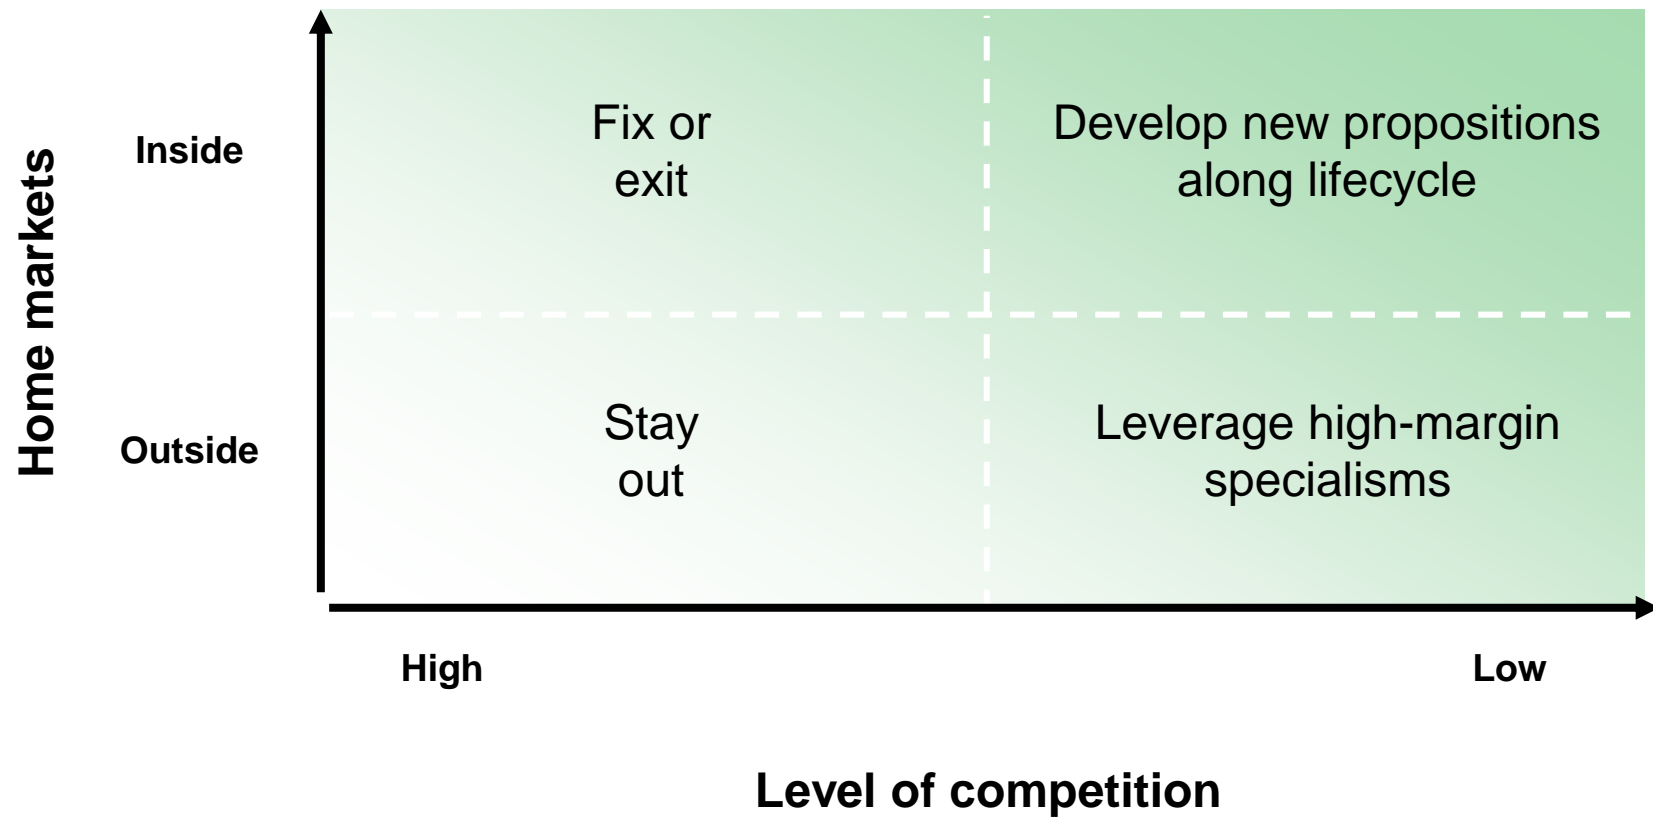 Home markets
Inside
Fix or
exit
Develop new propositions
along lifecycle
Outside
Stay
out
Leverage high-margin
specialisms
High
Low
Level of competition